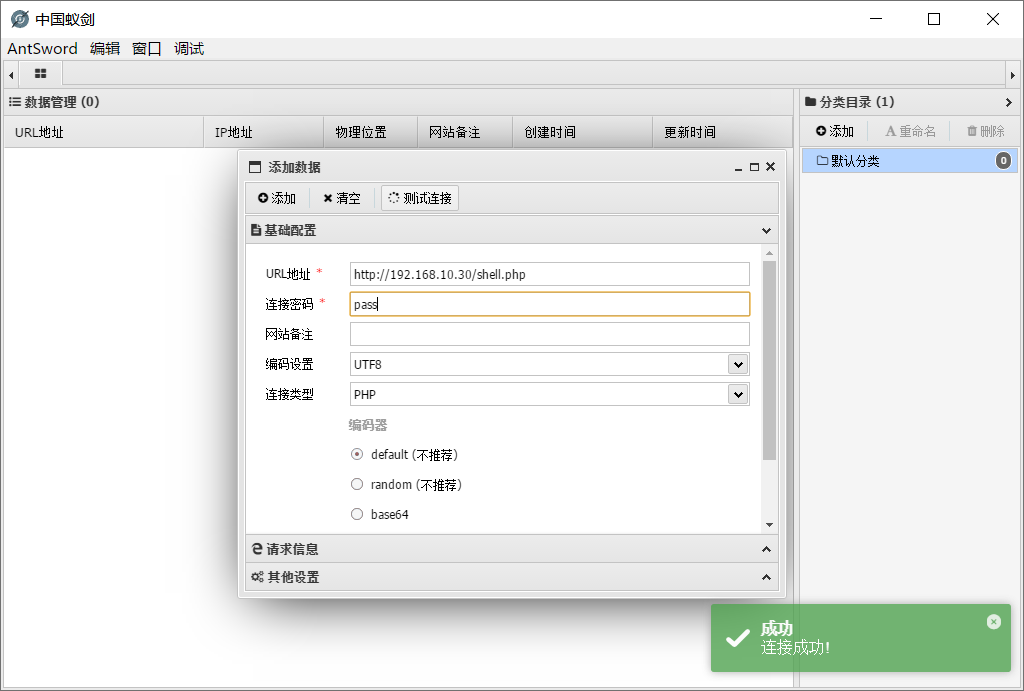 中国蚁剑
AntSword 编辑 窗口 调试
数据管理 (0)
分类目录 (1)
URL地址 IP地址 物理位置 网站备注 创建时间 更新时间
添加 重命名 删除
默认分类 0
添加数据
添加 清空 测试连接
基础配置
URL地址 * http://192.168.10.30/shell.php
连接密码 * pass
网站备注
编码设置 UTF8
连接类型 PHP
编码器
default (不推荐)
random (不推荐)
base64
请求信息
其他设置
成功
连接成功!